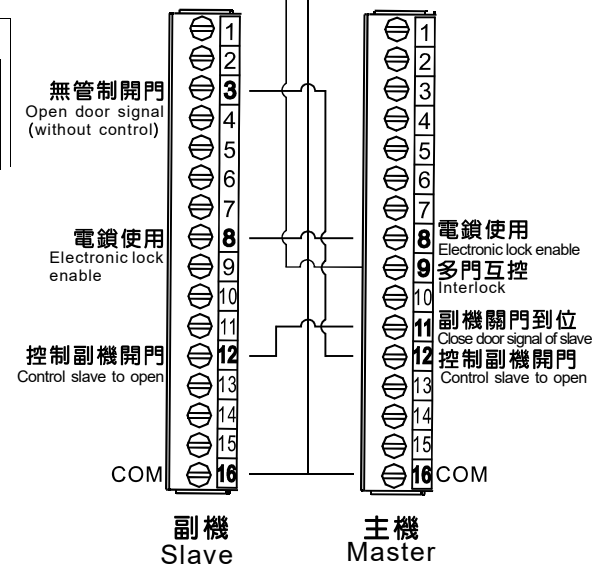 1
2
3
4
5
6
7
8
9
10
11
12
13
14
15
16
無管制開門
Open door signal
(without control)
電鎖使用
Electronic lock
enable
控制副機開門
Control slave to open
COM
副機
Slave
1
2
3
4
5
6
7
8
9
10
11
12
13
14
15
16
電鎖使用
Electronic lock enable
多門互控
Interlock
副機關門到位
Close door signal of slave
控制副機開門
Control slave to open
COM
主機
Master